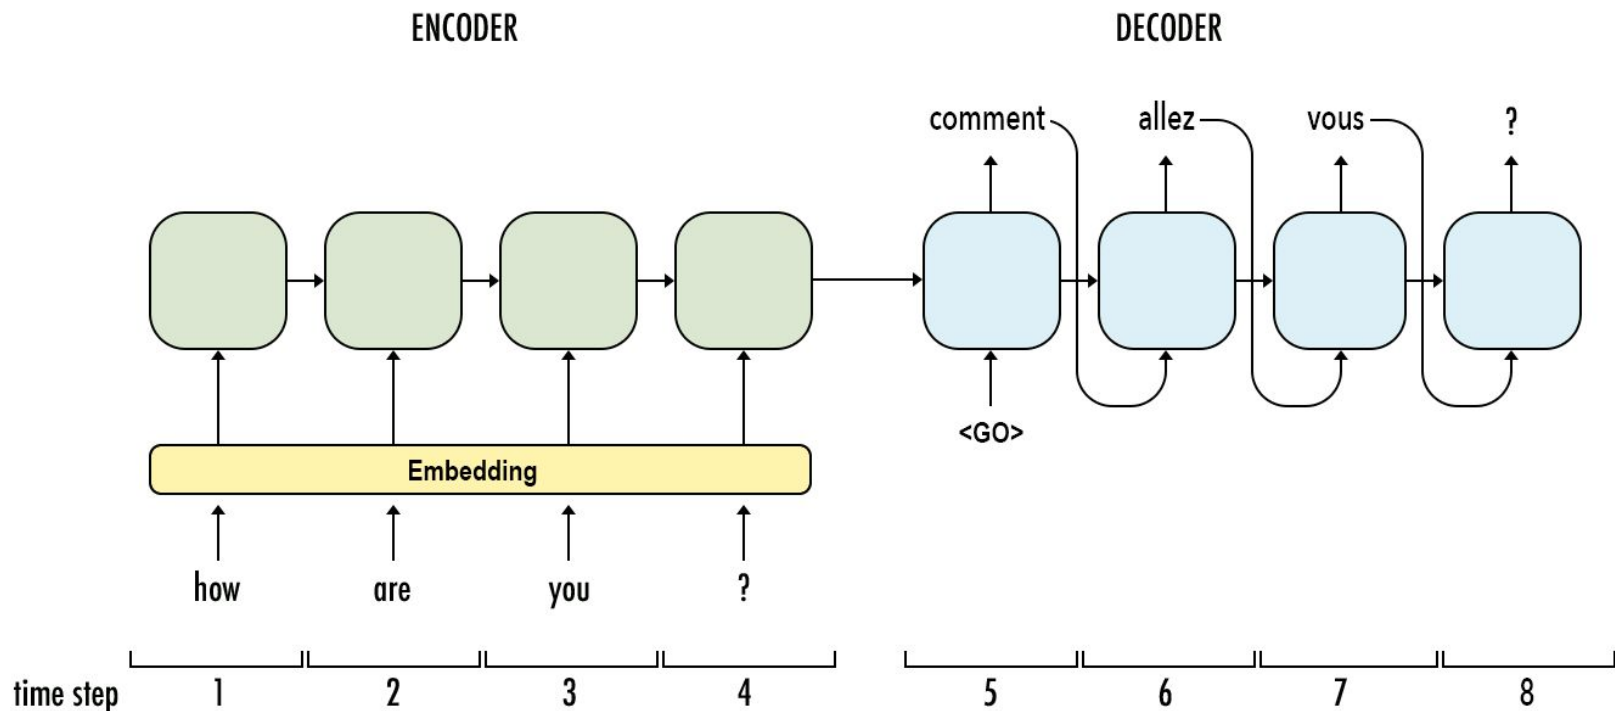 ENCODER DECODER
comment allez vous ?
<GO>
Embedding
how are you ?
time step 1 2 3 4 5 6 7 8